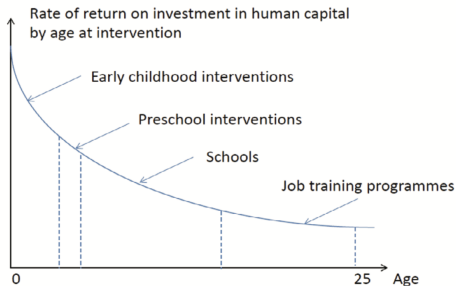 Rate of return on investment in human capital
by age at intervention
Early childhood interventions
Preschool interventions
Schools
Job training programmes
0
25
Age